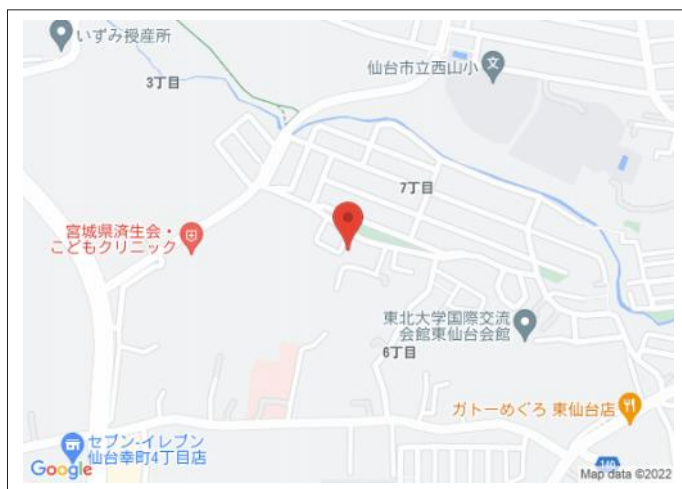 いずみ授産所
3丁目
仙台市立西山小
7丁目
宮城県済生会・
こどもクリニック
東北大学国際交流
会館東仙台会館
6丁目
ガトーめぐろ 東仙台店
セブン-イレブン
仙台幸町4丁目店
140
Google
Map data ©2022